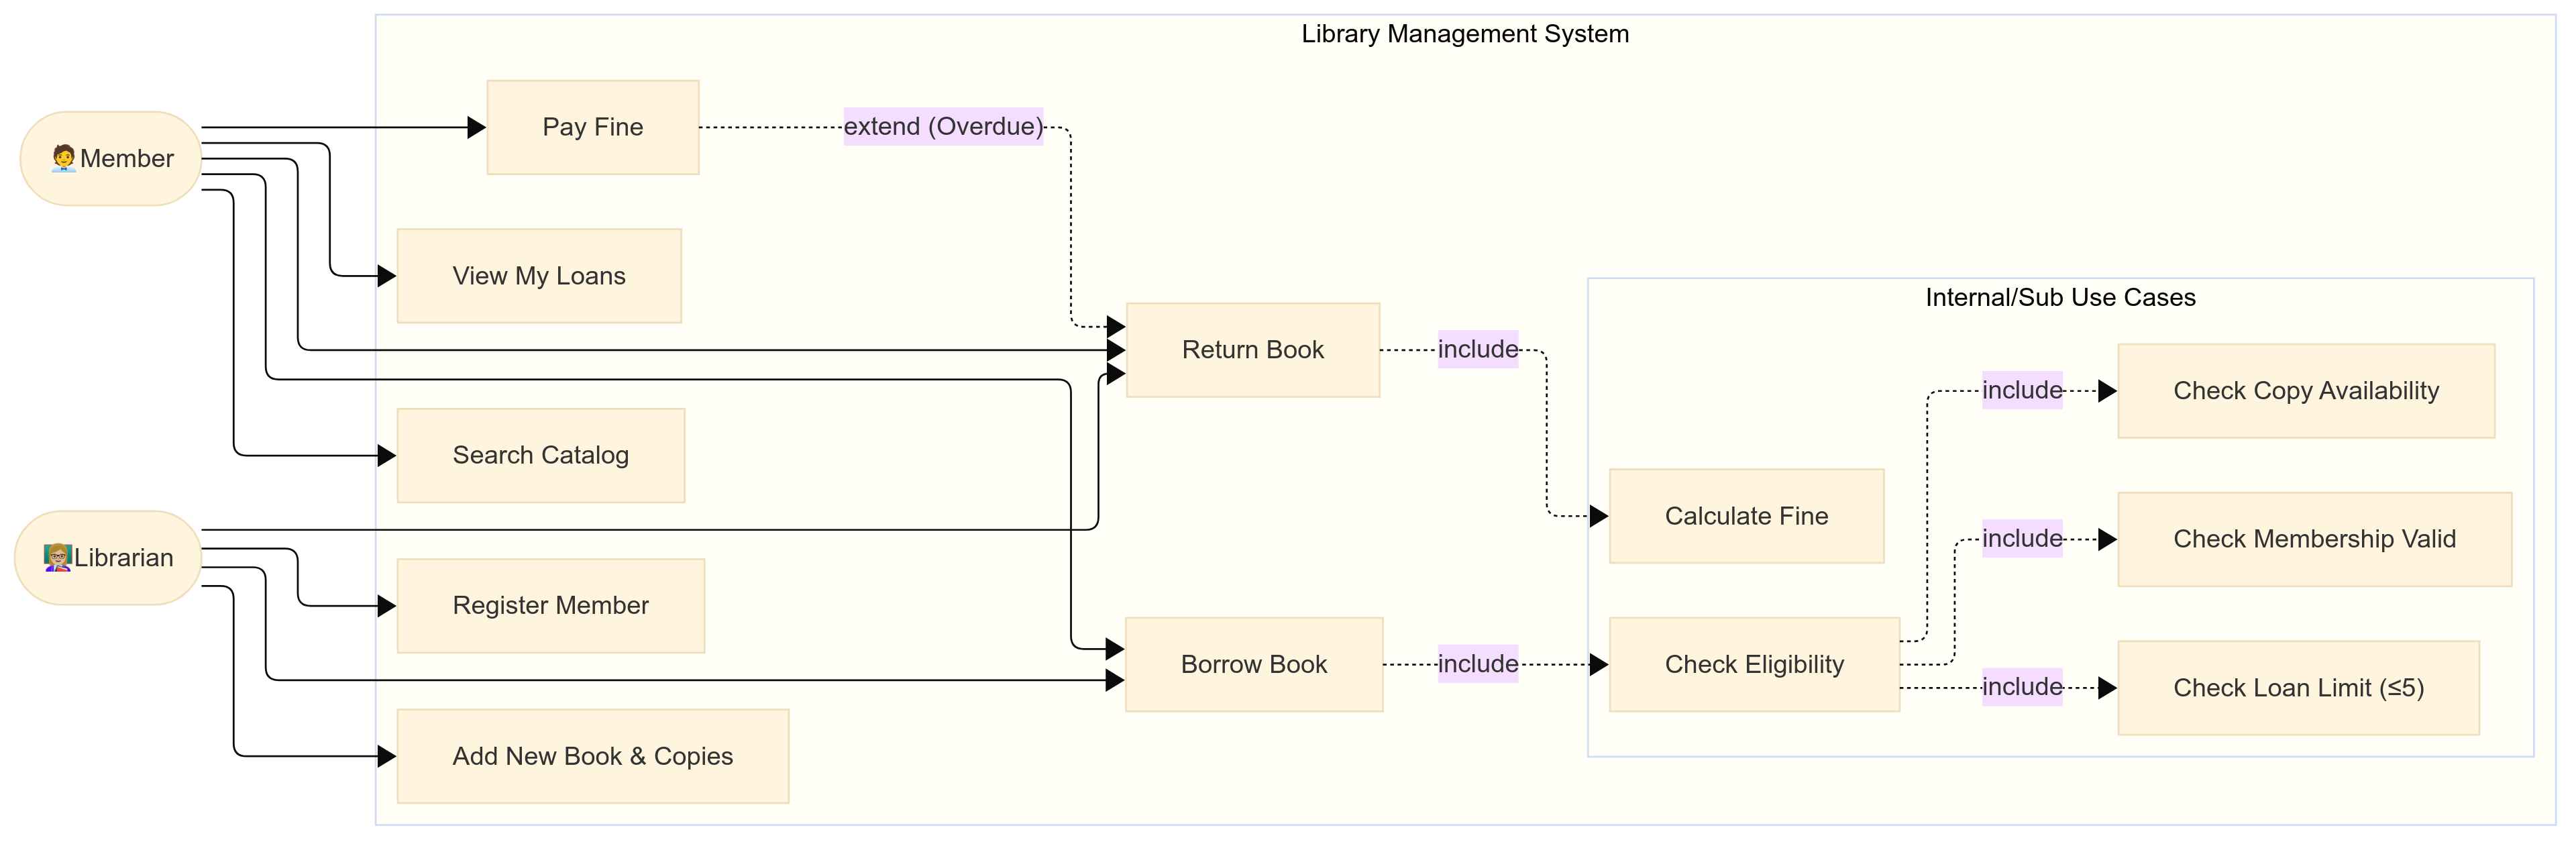 Library Management System
Pay Fine
extend (Overdue)
🧑‍💼Member
View My Loans
Internal/Sub Use Cases
Return Book
include
include
Check Copy Availability
Search Catalog
Calculate Fine
include
Check Membership Valid
👩🏼‍🏫Librarian
Register Member
Borrow Book
include
Check Eligibility
include
Check Loan Limit (≤5)
Add New Book & Copies